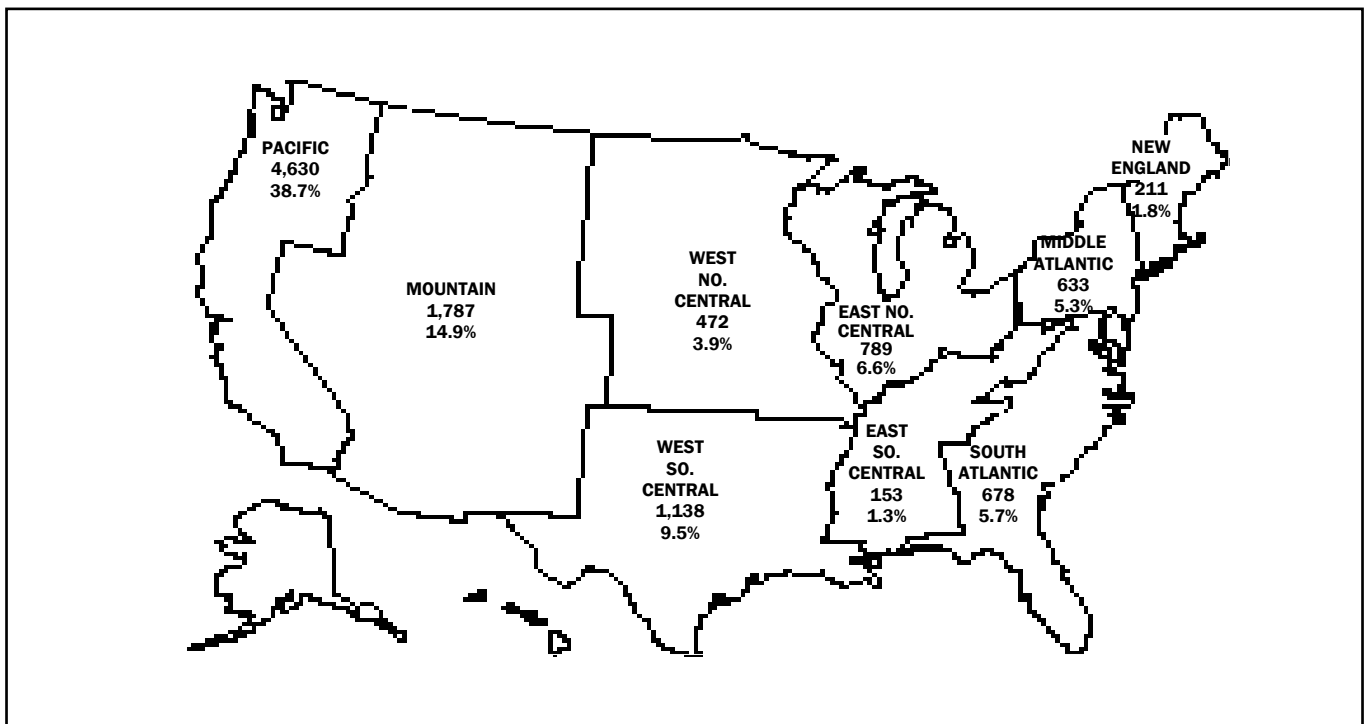 PACIFIC
4,630
38.7%
MOUNTAIN
1,787
14.9%
WEST
NO.
CENTRAL
472
3.9%
EAST NO.
CENTRAL
789
6.6%
NEW
ENGLAND
211
1.8%
MIDDLE
ATLANTIC
633
5.3%
WEST
SO.
CENTRAL
1,138
9.5%
EAST
SO.
CENTRAL
153
1.3%
SOUTH
ATLANTIC
678
5.7%